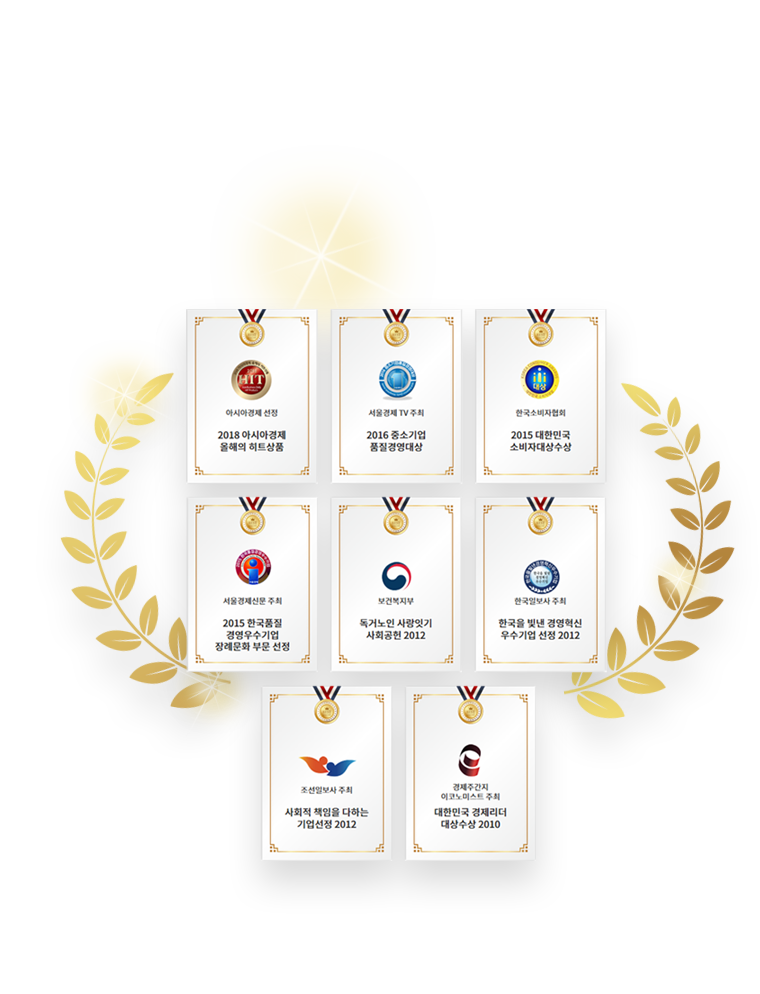 HIT
아시아경제 선정
2018 아시아경제
올해의 히트상품
서울경제 TV 주최
2016 중소기업
품질경영대상
대상
한국소비자협회
2015 대한민국
소비자대상수상
서울경제신문 주최
2015 한국품질
경영우수기업
장례문화 부문 선정
보건복지부
독거노인 사랑잇기
사회공헌 2012
한국일보사 주최
한국을 빛낸 경영혁신
우수기업 선정 2012
조선일보사 주최
사회적 책임을 다하는
기업선정 2012
경제주간지
이코노미스트 주최
대한민국 경제리더
대상수상 2010